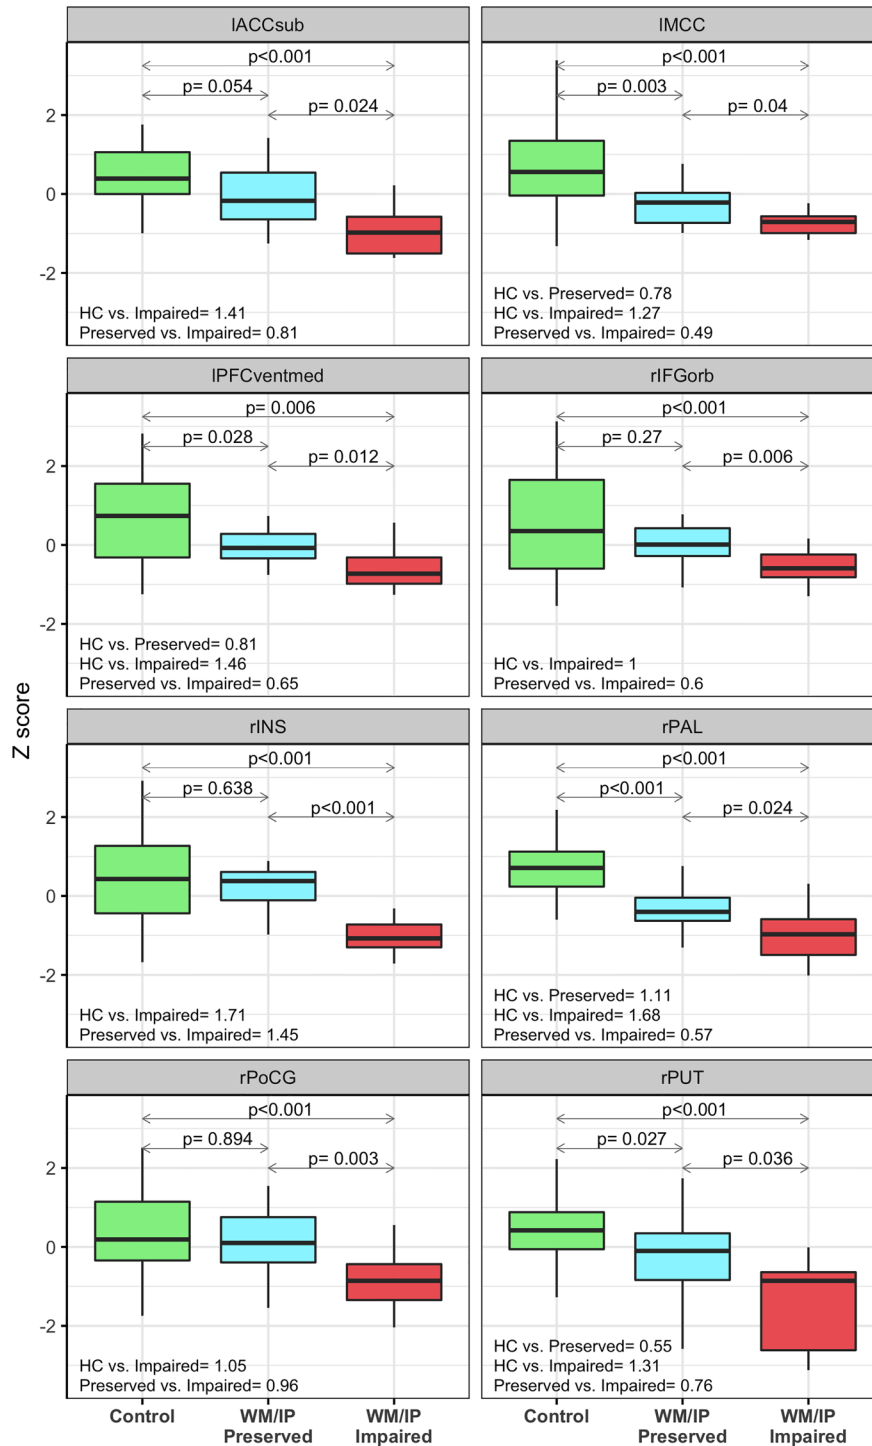 lACCsub
p<0.001
p= 0.054
p= 0.024
2
0
-2
HC vs. Impaired= 1.41
Preserved vs. Impaired= 0.81
lMCC
p<0.001
p= 0.003
p= 0.04
HC vs. Preserved= 0.78
HC vs. Impaired= 1.27
Preserved vs. Impaired= 0.49
lPFCventmed
p= 0.006
p= 0.028
p= 0.012
2
0
-2
HC vs. Preserved= 0.81
HC vs. Impaired= 1.46
Preserved vs. Impaired= 0.65
rIFGorb
p<0.001
p= 0.27
p= 0.006
HC vs. Impaired= 1
Preserved vs. Impaired= 0.6
Z score
rINS
p<0.001
p= 0.638
p<0.001
2
0
-2
HC vs. Impaired= 1.71
Preserved vs. Impaired= 1.45
rPAL
p<0.001
p<0.001
p= 0.024
HC vs. Preserved= 1.11
HC vs. Impaired= 1.68
Preserved vs. Impaired= 0.57
rPoCG
p<0.001
p= 0.894
p= 0.003
2
0
-2
HC vs. Impaired= 1.05
Preserved vs. Impaired= 0.96
rPUT
p<0.001
p= 0.027
p= 0.036
HC vs. Preserved= 0.55
HC vs. Impaired= 1.31
Preserved vs. Impaired= 0.76
Control
WM/IP
Preserved
WM/IP
Impaired
Control
WM/IP
Preserved
WM/IP
Impaired